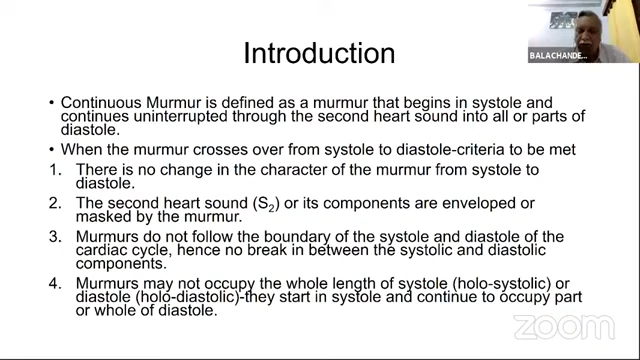 Introduction
BALACHANDE...
• Continuous Murmur is defined as a murmur that begins in systole and
continues uninterrupted through the second heart sound into all or parts of
diastole.
• When the murmur crosses over from systole to diastole-criteria to be met
1. There is no change in the character of the murmur from systole to
diastole.
2. The second heart sound (S₂) or its components are enveloped or
masked by the murmur.
3. Murmurs do not follow the boundary of the systole and diastole of the
cardiac cycle, hence no break in between the systolic and diastolic
components.
4. Murmurs may not occupy the whole length of systole (holo-systolic) or
diastole (holo-diastolic)-they start in systole and continue to occupy part
or whole of diastole.
zoom